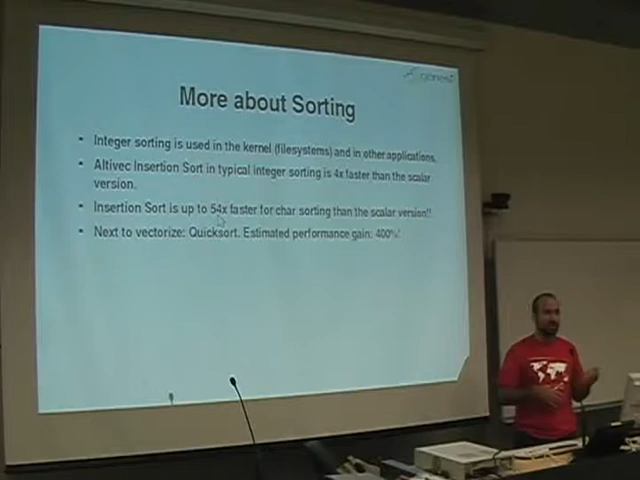 More about Sorting
Integer sorting is used in the kernel (filesystems) and in other applications.
Altivec Insertion Sort in typical integer sorting is 4x faster than the scalar
version.
Insertion Sort is up to 54x faster for char sorting than the scalar version!!
Next to vectorize: Quicksort. Estimated performance gain: 400%!